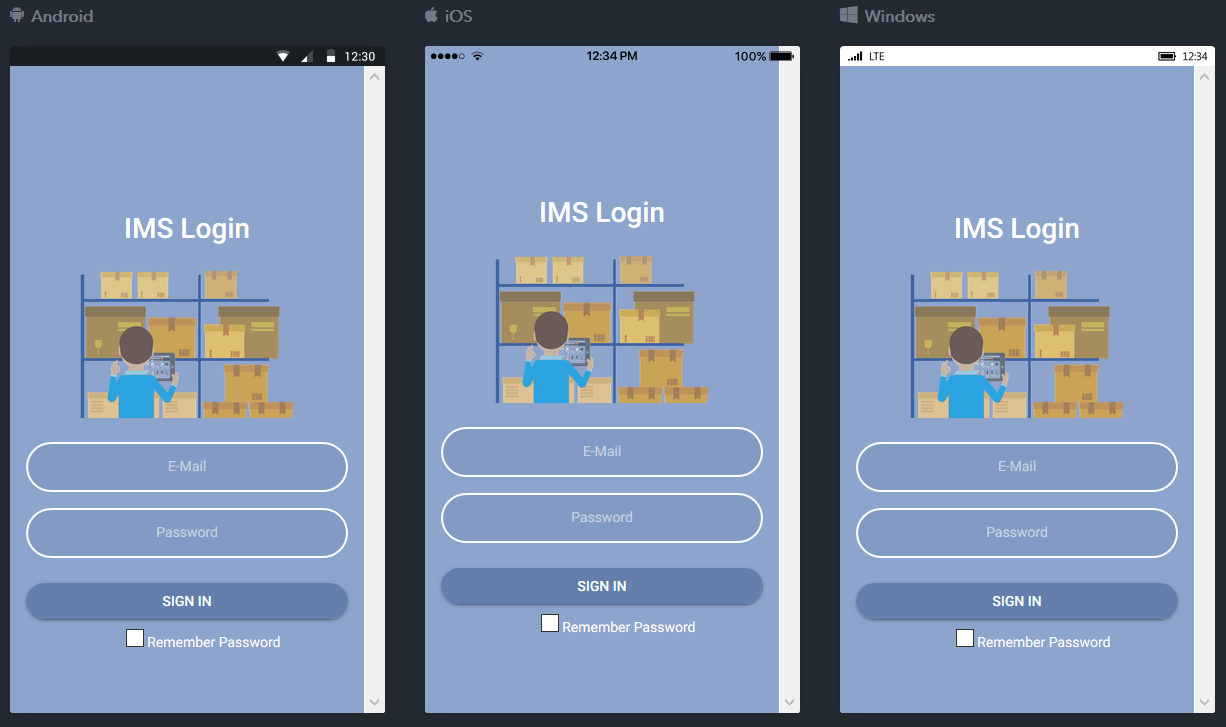 Android
12:30
IMS Login
E-Mail
Password
SIGN IN
Remember Password
iOS
12:34 PM
100%
IMS Login
E-Mail
Password
SIGN IN
Remember Password
Windows
LTE
12:34
IMS Login
E-Mail
Password
SIGN IN
Remember Password